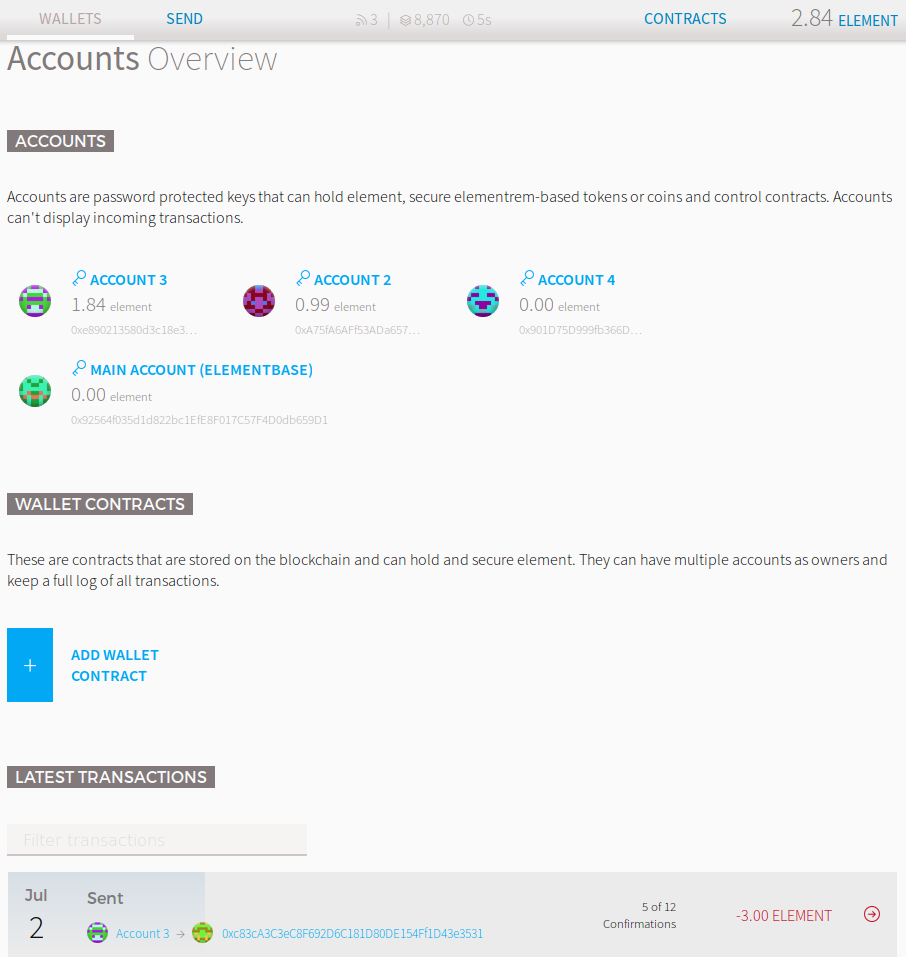 WALLETS SEND 3 8,870 5s CONTRACTS 2.84 ELEMENT
Accounts Overview
ACCOUNTS
Accounts are password protected keys that can hold element, secure elementrem-based tokens or coins and control contracts. Accounts
can't display incoming transactions.
ACCOUNT 3
1.84 element
0xe890213580d3c18e3…
ACCOUNT 2
0.99 element
0xA75fA6AFf53ADa657…
ACCOUNT 4
0.00 element
0x901D75D999fb366D…
MAIN ACCOUNT (ELEMENTBASE)
0.00 element
0x92564f035d1d822bc1EfE8F017C57F4D0db659D1
WALLET CONTRACTS
These are contracts that are stored on the blockchain and can hold and secure element. They can have multiple accounts as owners and
keep a full log of all transactions.
+
ADD WALLET
CONTRACT
LATEST TRANSACTIONS
Filter transactions
Jul
2
Sent
Account 3 → 0xc83cA3C3eC8F692D6C181D80DE154Ff1D43e3531
5 of 12
Confirmations
-3.00 ELEMENT